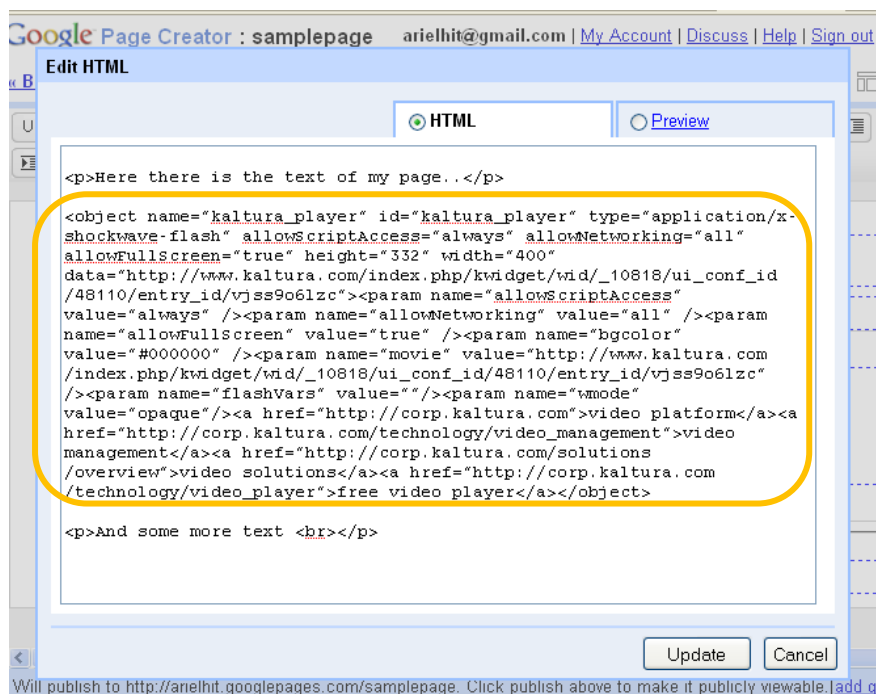 Google Page Creator : samplepage arielhit@gmail.com | My Account | Discuss | Help | Sign out
« B
Edit HTML
U
HTML Preview
<p>Here there is the text of my page..</p>
<object name="kaltura_player" id="kaltura_player" type="application/x-
shockwave-flash" allowScriptAccess="always" allowNetworking="all"
allowFullScreen="true" height="332" width="400"
data="http://www.kaltura.com/index.php/kwidget/wid/_10818/ui_conf_id
/48110/entry_id/vjss9o6lzc"><param name="allowScriptAccess"
value="always" /><param name="allowNetworking" value="all" /><param
name="allowFullScreen" value="true" /><param name="bgcolor"
value="#000000" /><param name="movie" value="http://www.kaltura.com
/index.php/kwidget/wid/_10818/ui_conf_id/48110/entry_id/vjss9o6lzc"
/><param name="flashVars" value=""/><param name="wmode"
value="opaque"/><a href="http://corp.kaltura.com">video platform</a><a
href="http://corp.kaltura.com/technology/video_management">video
management</a><a href="http://corp.kaltura.com/solutions
/overview">video solutions</a><a href="http://corp.kaltura.com
/technology/video_player">free video player</a></object>
<p>And some more text <br></p>
Update Cancel
Will publish to http://arielhit.googlepages.com/samplepage. Click publish above to make it publicly viewable.|add g